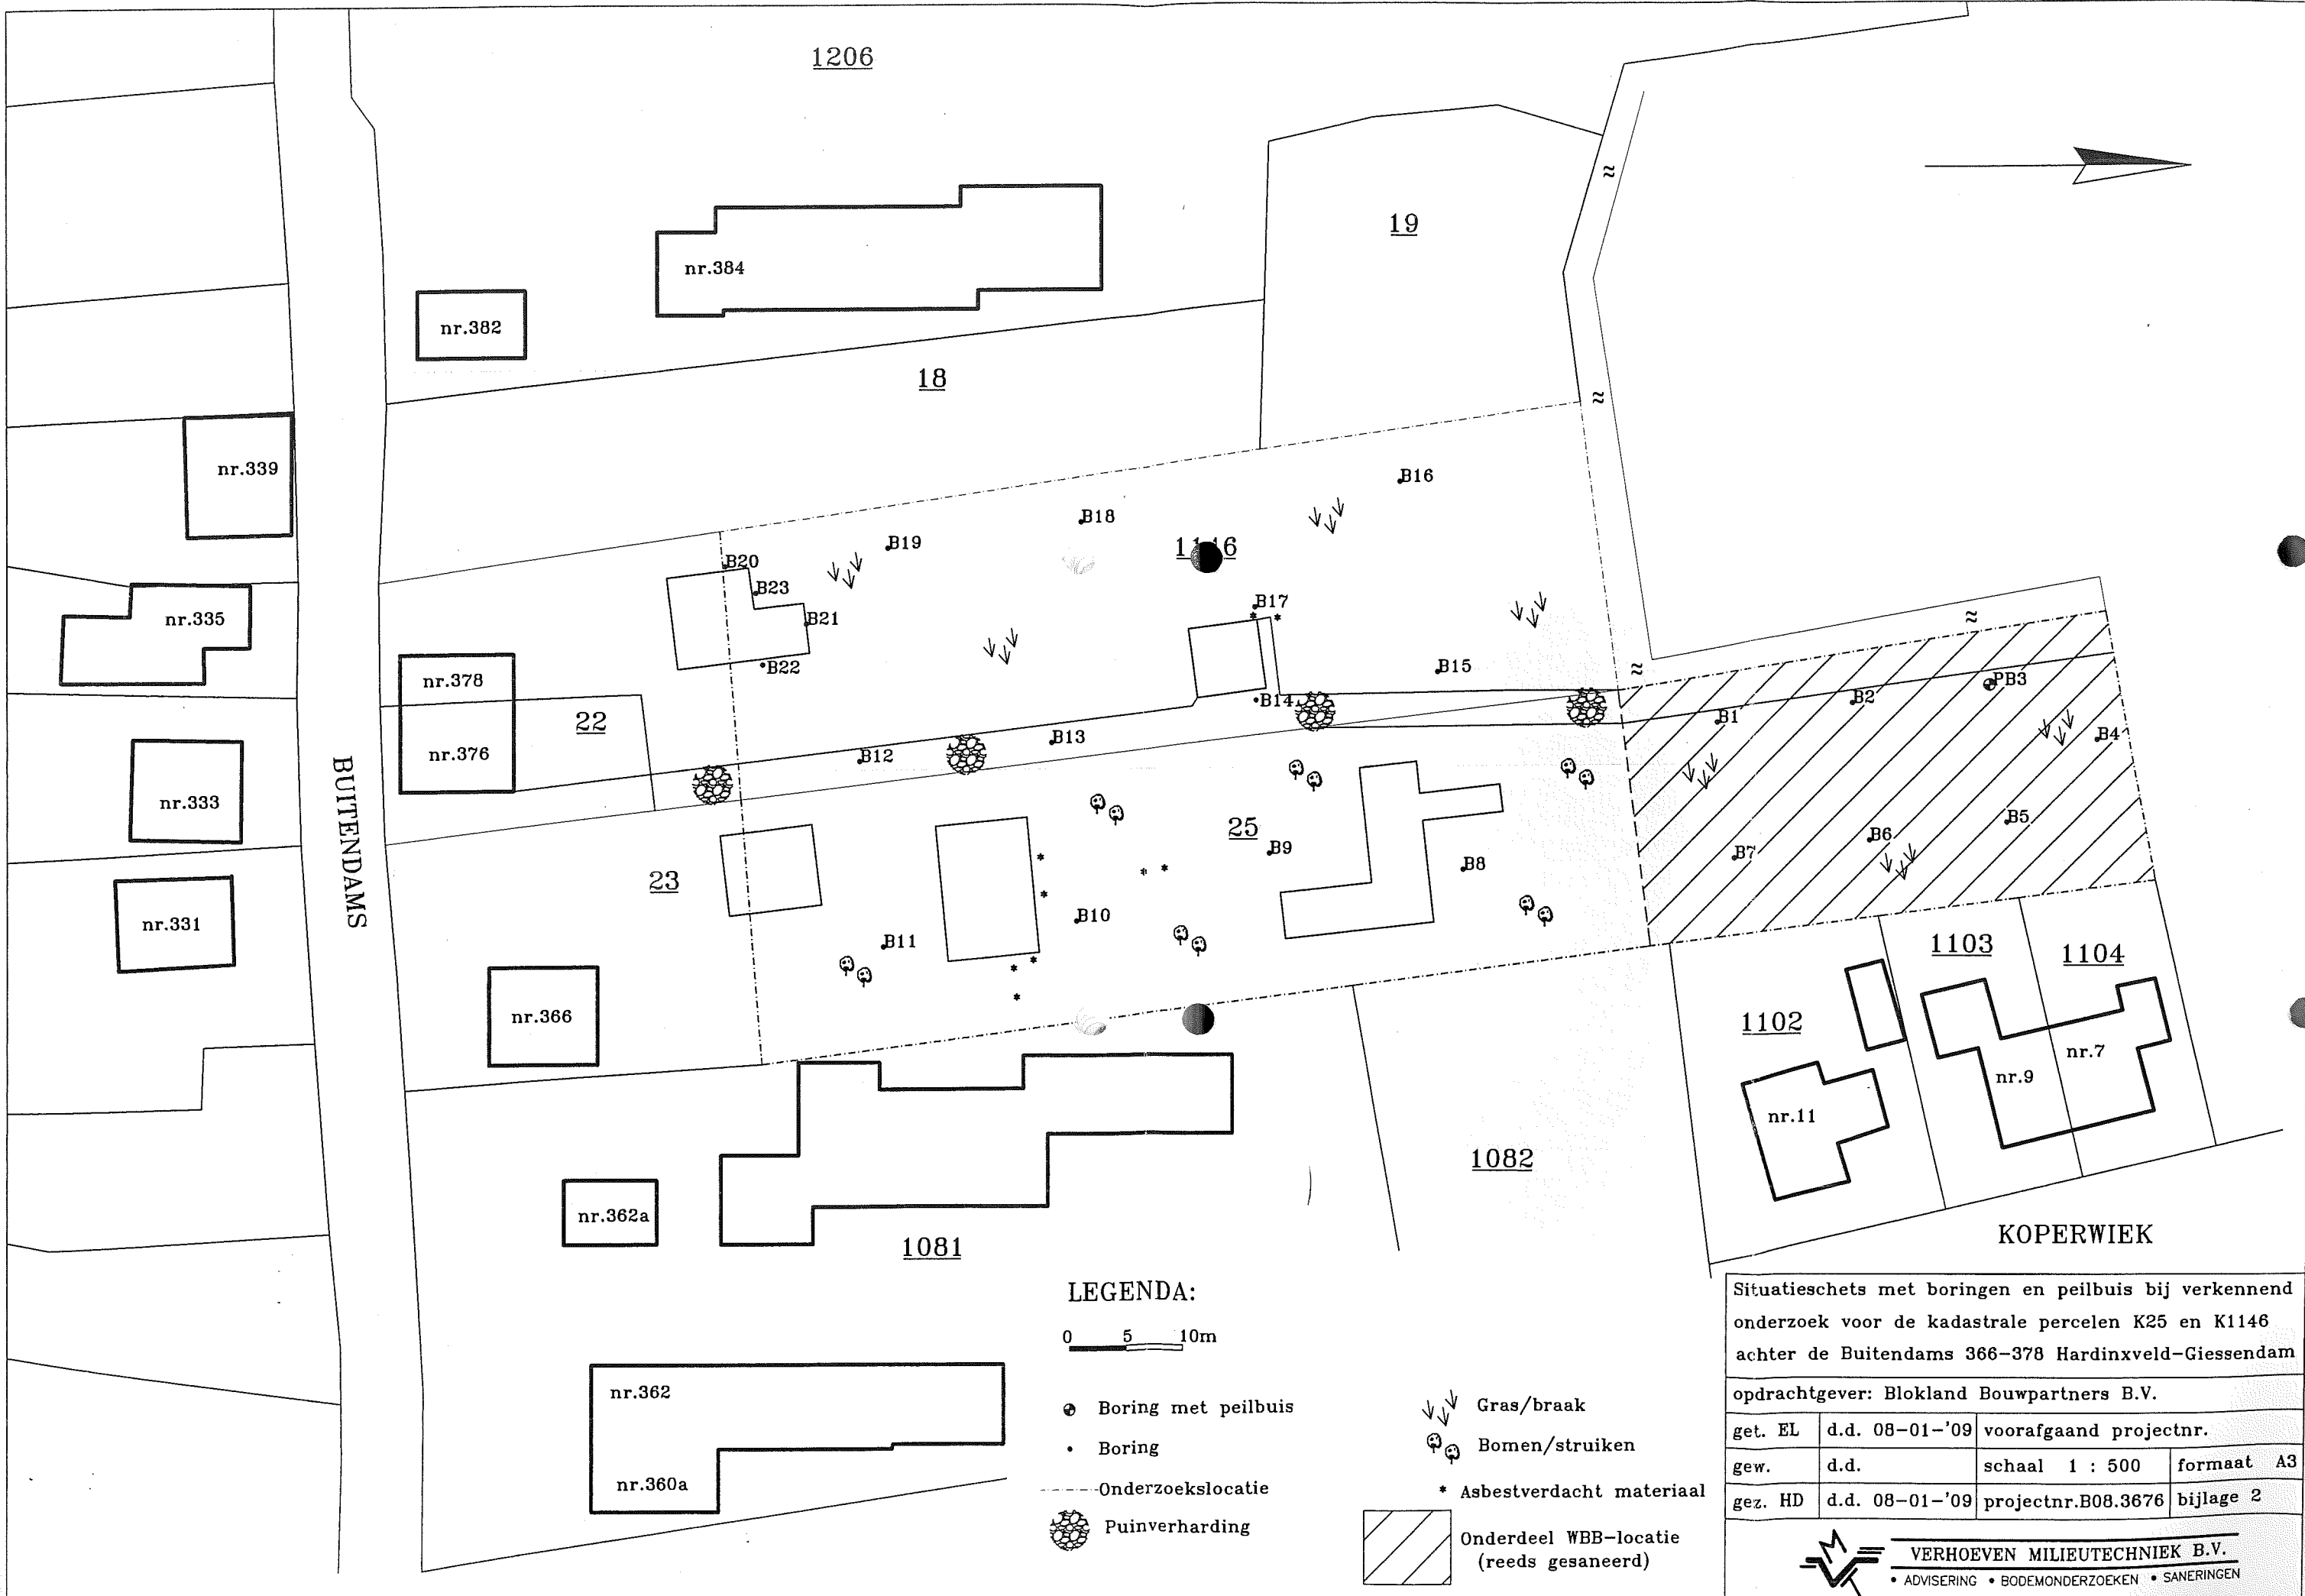 1206
19
nr.384
nr.382
18
nr.339
B16
B18
B19
B20
B23
B21
B22
B17
nr.335
nr.378
22
nr.376
B15
B14
B13
B12
B1
B2
PB3
B4
B5
B6
B7
BUITENDAMS
nr.333
25
B9
B8
23
B10
B11
nr.331
nr.366
1103
1104
1102
nr.7
nr.9
nr.11
1082
nr.362a
1081
KOPERWIEK
LEGENDA:
0 5 10m
nr.362
nr.360a
Boring met peilbuis
Boring
Onderzoekslocatie
Puinverharding
Gras/braak
Bomen/struiken
* Asbestverdacht materiaal
Onderdeel WBB-locatie
(reeds gesaneerd)
Situatieschets met boringen en peilbuis bij verkennend
onderzoek voor de kadastrale percelen K25 en K1146
achter de Buitendams 366-378 Hardinxveld-Giessendam
opdrachtgever: Blokland Bouwpartners B.V.
get. EL d.d. 08-01-'09 voorafgaand projectnr.
gew. d.d. schaal 1 : 500 formaat A3
gez. HD d.d. 08-01-'09 projectnr.B08.3676 bijlage 2
VERHOEVEN MILIEUTECHNIEK B.V.
• ADVISERING • BODEMONDERZOEKEN • SANERINGEN